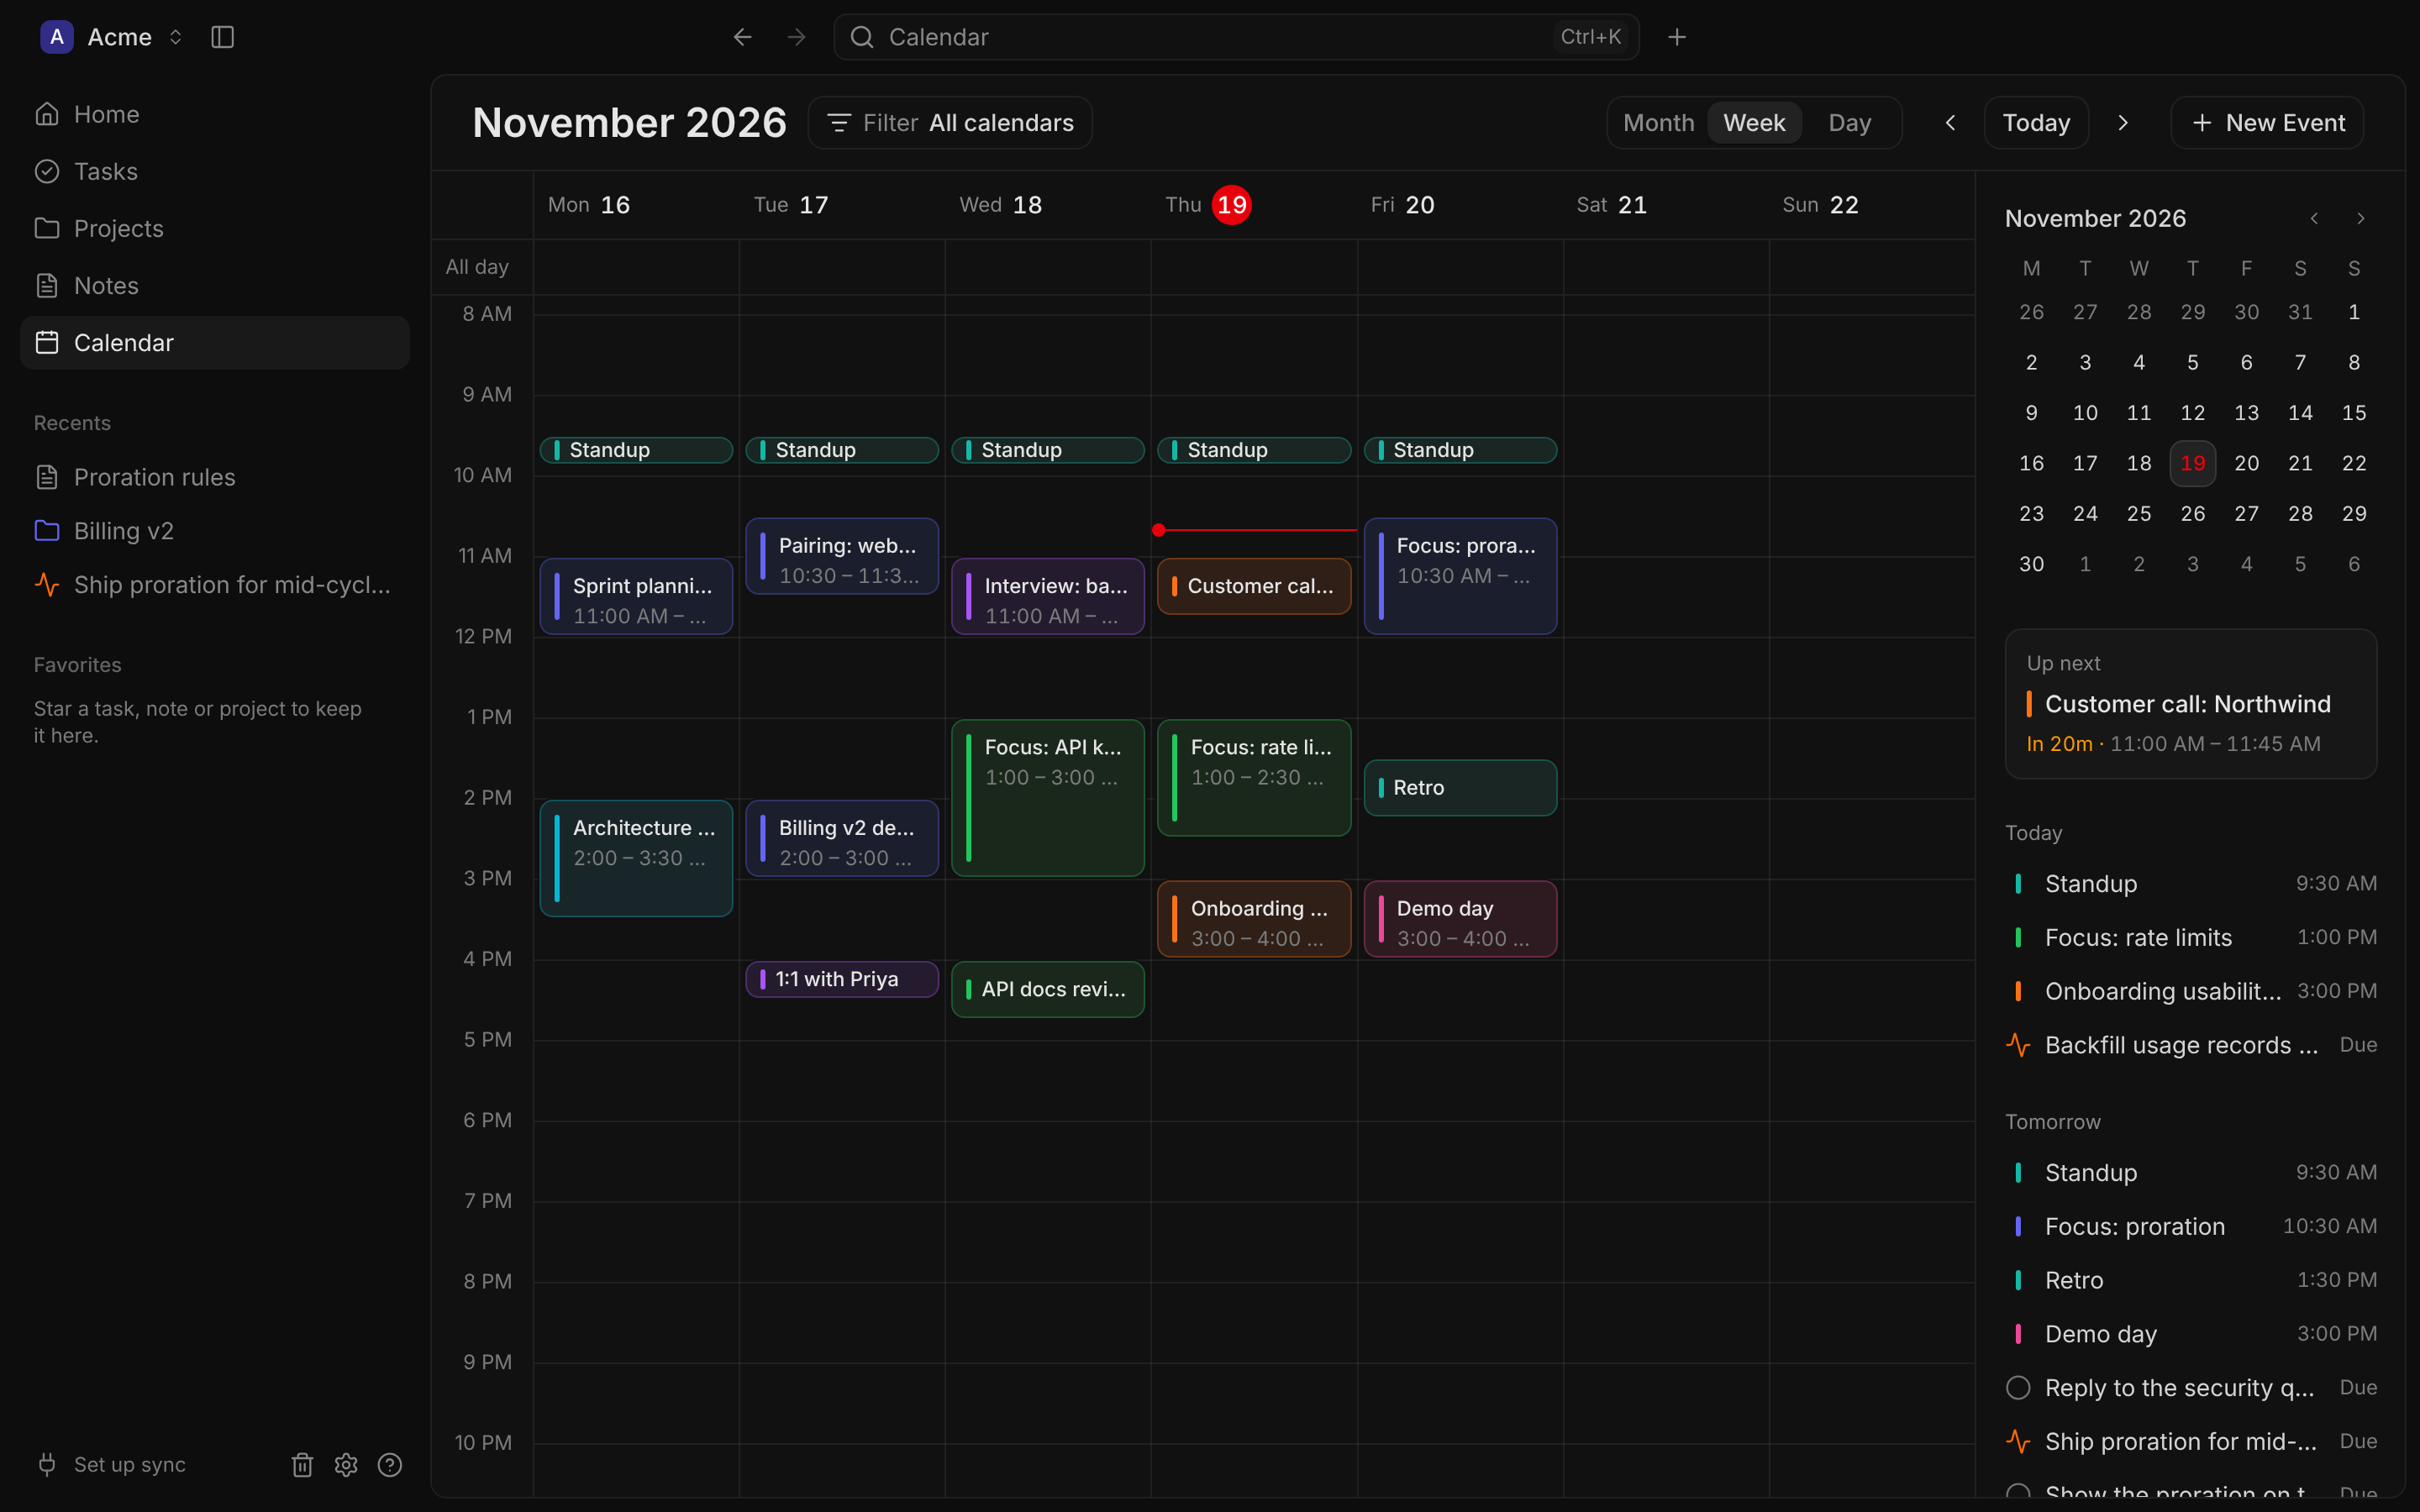 A Acme
Calendar Ctrl+K
Home
Tasks
Projects
Notes
Calendar
Recents
Proration rules
Billing v2
Ship proration for mid-cycl...
Favorites
Star a task, note or project to keep
it here.
Set up sync
November 2026 Filter All calendars Month Week Day Today New Event
Mon 16 Tue 17 Wed 18 Thu 19 Fri 20 Sat 21 Sun 22
All day
8 AM
9 AM
Standup Standup Standup Standup Standup
10 AM
11 AM
Pairing: web...
10:30 – 11:3...
Focus: prora...
10:30 AM – ...
Sprint planni...
11:00 AM – ...
Interview: ba...
11:00 AM – ...
Customer cal...
12 PM
1 PM
Focus: API k...
1:00 – 3:00 ...
Focus: rate li...
1:00 – 2:30 ...
Retro
2 PM
Architecture ...
2:00 – 3:30 ...
Billing v2 de...
2:00 – 3:00 ...
3 PM
Onboarding ...
3:00 – 4:00 ...
Demo day
3:00 – 4:00 ...
4 PM
1:1 with Priya
API docs revi...
5 PM
6 PM
7 PM
8 PM
9 PM
10 PM
November 2026
M T W T F S S
26 27 28 29 30 31 1
2 3 4 5 6 7 8
9 10 11 12 13 14 15
16 17 18 19 20 21 22
23 24 25 26 27 28 29
30 1 2 3 4 5 6
Up next
Customer call: Northwind
In 20m · 11:00 AM – 11:45 AM
Today
Standup 9:30 AM
Focus: rate limits 1:00 PM
Onboarding usabilit... 3:00 PM
Backfill usage records ... Due
Tomorrow
Standup 9:30 AM
Focus: proration 10:30 AM
Retro 1:30 PM
Demo day 3:00 PM
Reply to the security q... Due
Ship proration for mid-... Due
Show the proration on t... Due